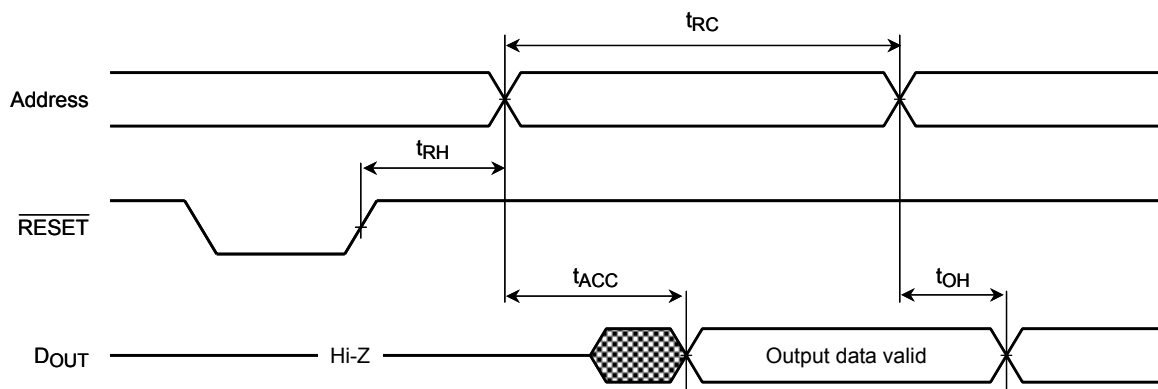 tRC
Address
tRH
RESET
tACC
tOH
DOUT
Hi-Z
Output data valid